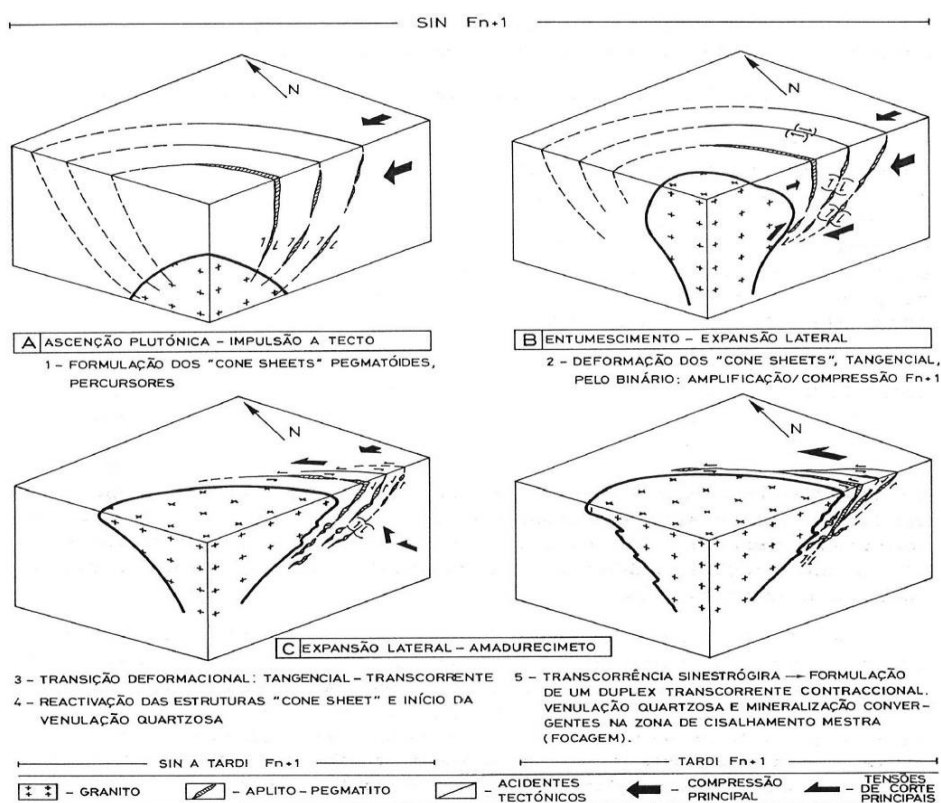 SIN Fn+1
N
N
A ASCENÇÃO PLUTÓNICA - IMPULSÃO A TECTO
1 - FORMULAÇÃO DOS "CONE SHEETS" PEGMATÓIDES,
PERCURSORES
B ENTUMESCIMENTO - EXPANSÃO LATERAL
2 - DEFORMAÇÃO DOS "CONE SHEETS", TANGENCIAL,
PELO BINÁRIO: AMPLIFICAÇÃO/COMPRESSÃO Fn+1
N
N
C EXPANSÃO LATERAL - AMADURECIMETO
3 - TRANSIÇÃO DEFORMACIONAL: TANGENCIAL - TRANSCORRENTE
4 - REACTIVAÇÃO DAS ESTRUTURAS "CONE SHEET" E INÍCIO DA
VENULAÇÃO QUARTZOSA
5 - TRANSCORRÊNCIA SINESTRÓGIRA → FORMULAÇÃO
DE UM DUPLEX TRANSCORRENTE CONTRACCIONAL.
VENULAÇÃO QUARTZOSA E MINERALIZAÇÃO CONVER-
GENTES NA ZONA DE CISALHAMENTO MESTRA
(FOCAGEM).
SIN A TARDI Fn+1
TARDI Fn+1
- GRANITO
- APLITO-PEGMATITO
- ACIDENTES
TECTÓNICOS
- COMPRESSÃO
PRINCIPAL
- TENSÕES
DE CORTE
PRINCIPAIS